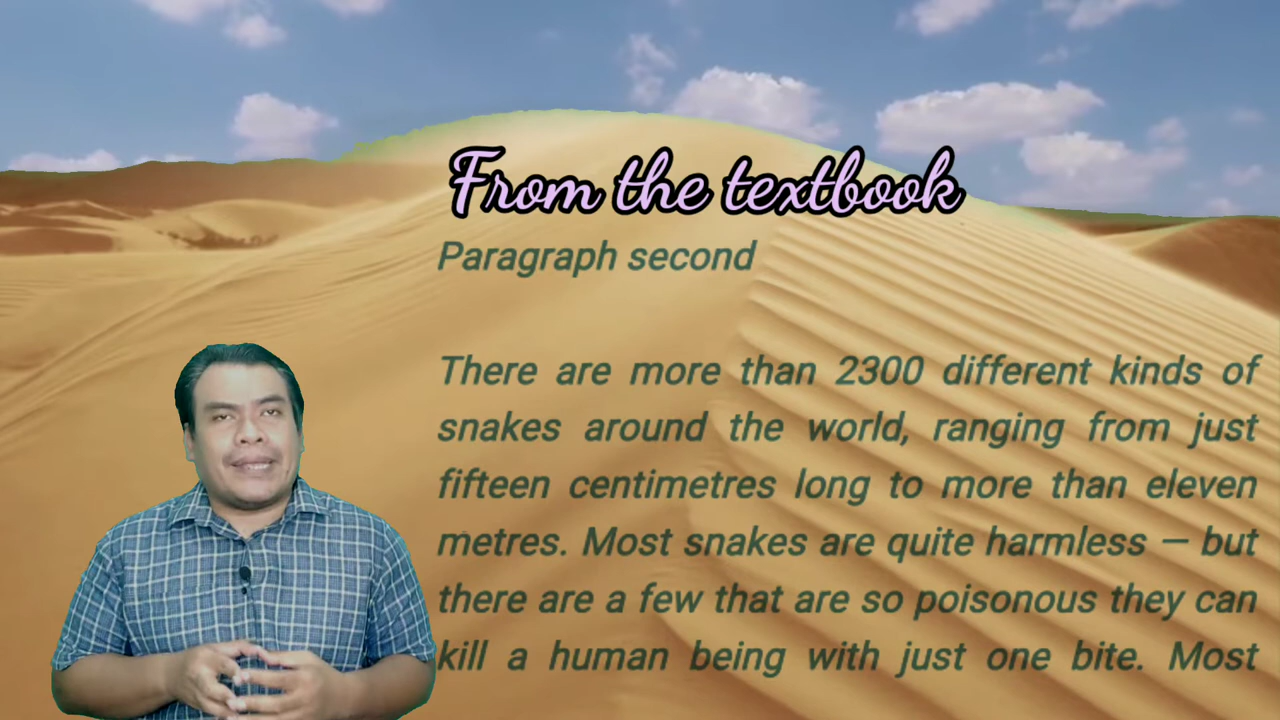 From the textbook
Paragraph second
There are more than 2300 different kinds of
snakes around the world, ranging from just
fifteen centimetres long to more than eleven
metres. Most snakes are quite harmless — but
there are a few that are so poisonous they can
kill a human being with just one bite. Most